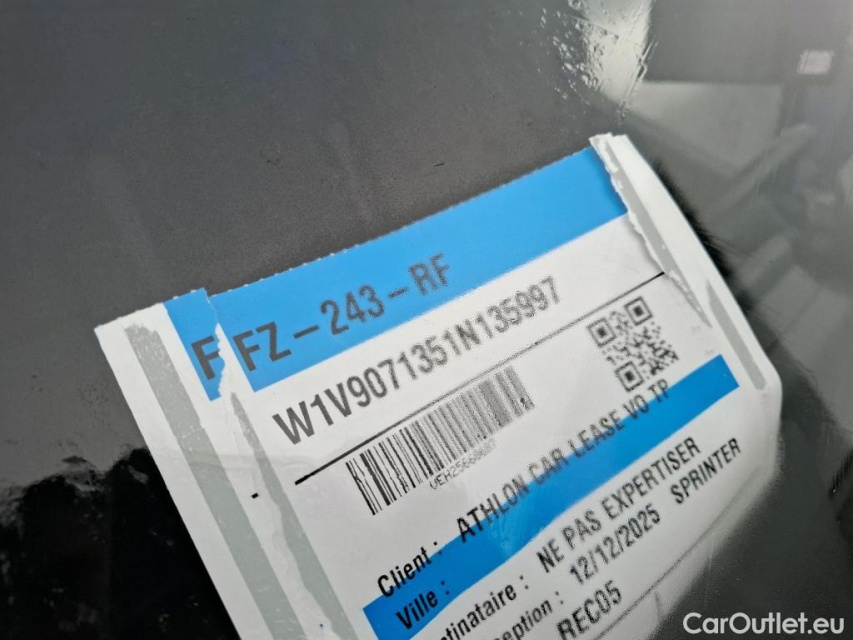 FFZ-243-RF
W1V9071351N135997
Client : ATHLON CAR LEASE VO TP
Ville :
tinataire : NE PAS EXPERTISER
eption : 12/12/2025 SPRINTER
REC05
CarOutlet.eu